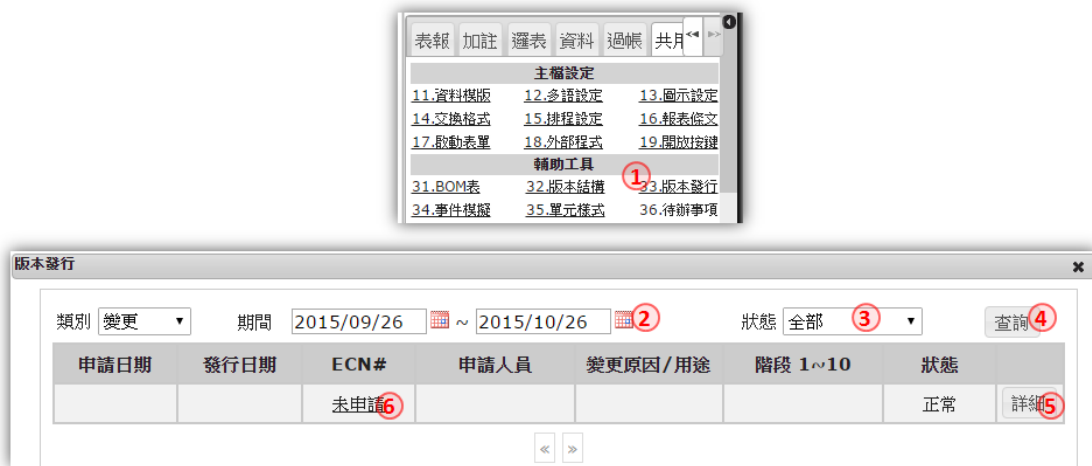 表報 加註 邏表 資料 過帳 共用
主檔設定
11.資料模版 12.多語設定 13.圖示設定
14.交換格式 15.排程設定 16.報表條文
17.啟動表單 18.外部程式 19.開放按鍵
輔助工具
1
31.BOM表 32.版本結構 33.版本發行
34.事件模擬 35.單元樣式 36.待辦事項
版本發行
類別 變更 期間 2015/09/26 ~ 2015/10/26 2 狀態 全部 3 查詢 4
申請日期 發行日期 ECN# 申請人員 變更原因/用途 階段 1~10 狀態
未申請 6 正常 詳細 5